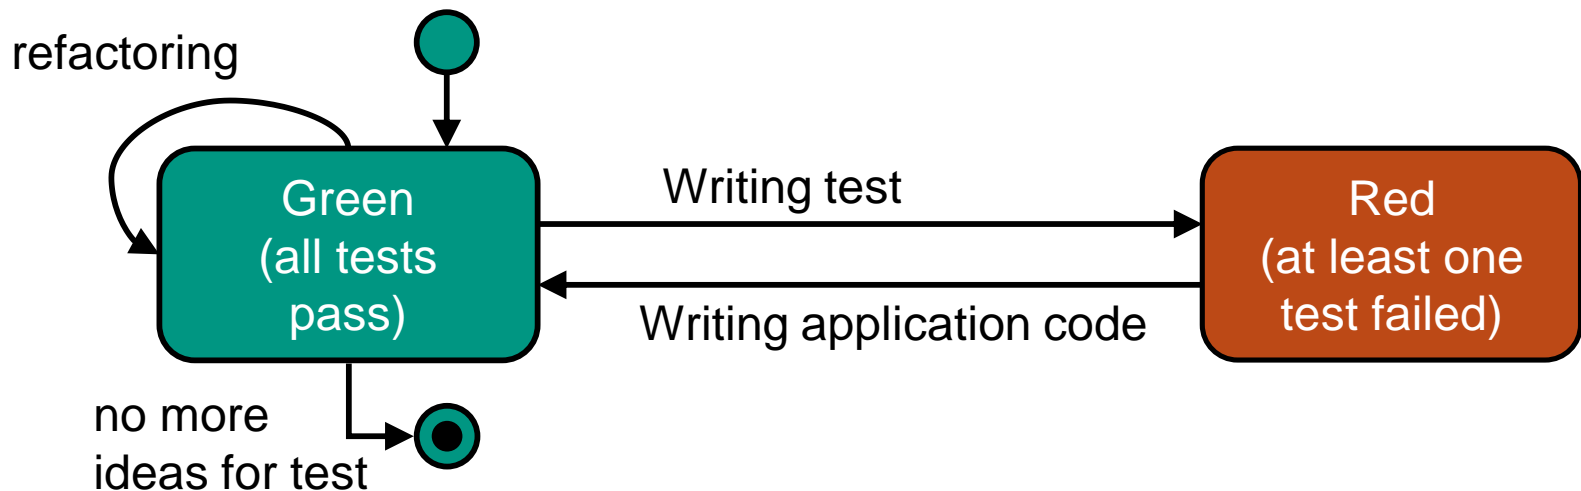 refactoring
Green
(all tests
pass)
Writing test
Writing application code
Red
(at least one
test failed)
no more
ideas for test